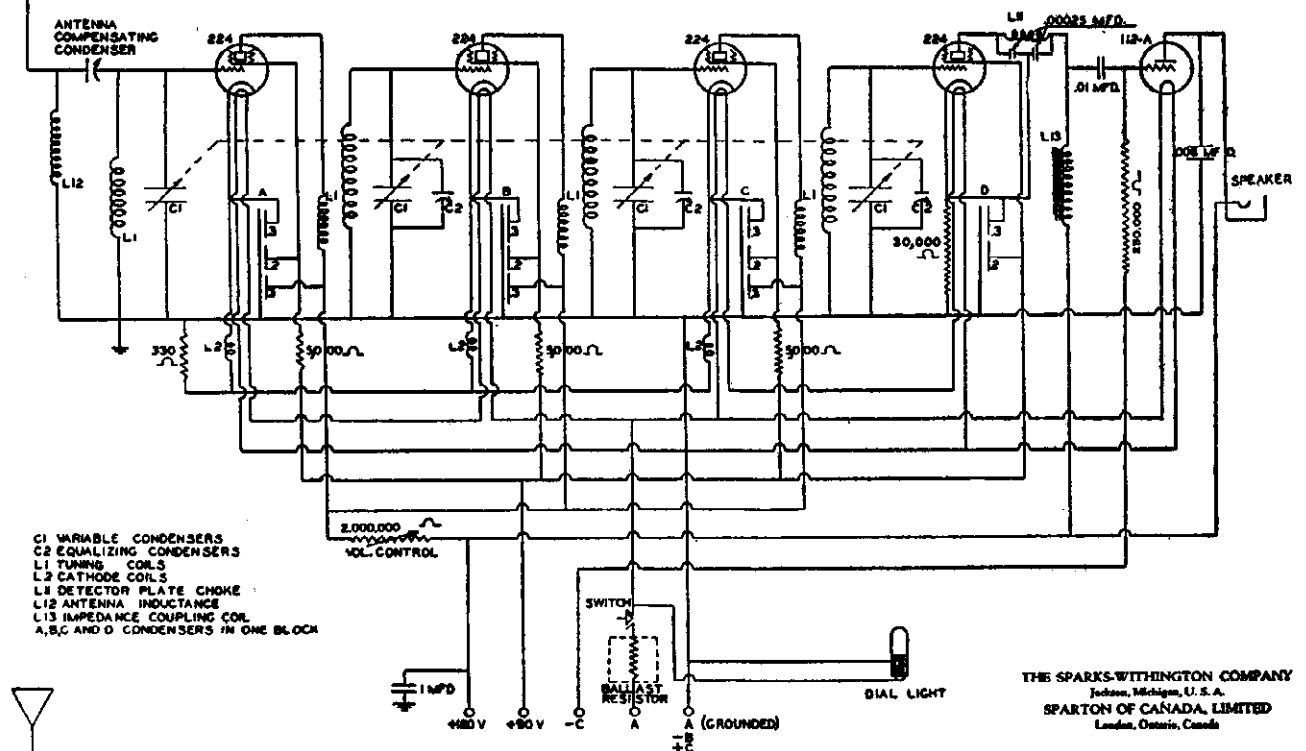 ANTENNA
COMPENSATING
CONDENSER
224
224
224
224
L11
.00025 MFD.
112-A
.01 MFD.
L12
L1
C1
A
.3
.2
.3
L1
C1
C2
B
.3
.2
.3
L1
C1
C2
C
.3
.2
.3
L1
C1
C2
30,000
D
.3
.2
L13
250,000
MFD.
SPEAKER
330
L2
L2
L2
2,000,000
VOL. CONTROL
C1 VARIABLE CONDENSERS
C2 EQUALIZING CONDENSERS
L1 TUNING COILS
L2 CATHODE COILS
L11 DETECTOR PLATE CHOKE
L12 ANTENNA INDUCTANCE
L13 IMPEDANCE COUPLING COIL
A,B,C AND D CONDENSERS IN ONE BLOCK
SWITCH
BALLAST
RESISTOR
DIAL LIGHT
1 MFD
+180 V
+90 V
-C
A
A (GROUNDED)
-B
+C
THE SPARKS-WITHINGTON COMPANY
Jackson, Michigan, U. S. A.
SPARTON OF CANADA, LIMITED
London, Ontario, Canada